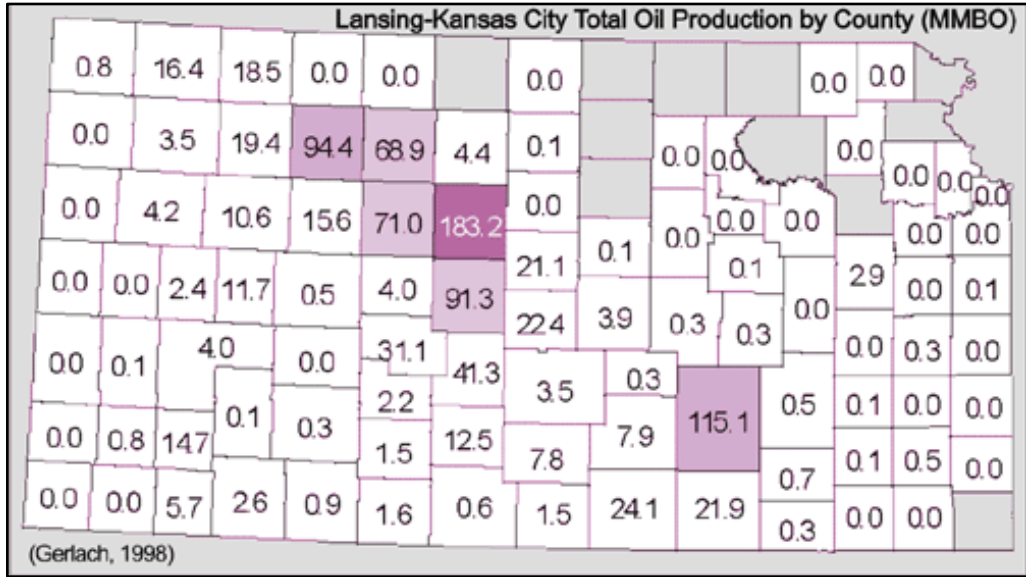 Lansing-Kansas City Total Oil Production by County (MMBO)
0.8 16.4 18.5 0.0 0.0 0.0 0.0 0.0
0.0 3.5 19.4 94.4 68.9 4.4 0.1 0.0 0.0 0.0 0.0 0.0 0.0
0.0 4.2 10.6 15.6 71.0 183.2 0.0 0.1 0.0 0.0 0.0 0.0 0.0
0.0 0.0 2.4 11.7 0.5 4.0 91.3 21.1 0.1 2.9 0.0 0.1
22.4 3.9 0.3 0.3 0.0
0.0 0.1 4.0 0.0 31.1 41.3 3.5 0.3 0.0 0.3 0.0
0.1 0.3 2.2 7.9 115.1 0.5 0.1 0.0 0.0
0.0 0.8 14.7 1.5 12.5 7.8 0.7 0.1 0.5 0.0
0.0 0.0 5.7 2.6 0.9 1.6 0.6 1.5 24.1 21.9 0.3 0.0 0.0
(Gerlach, 1998)